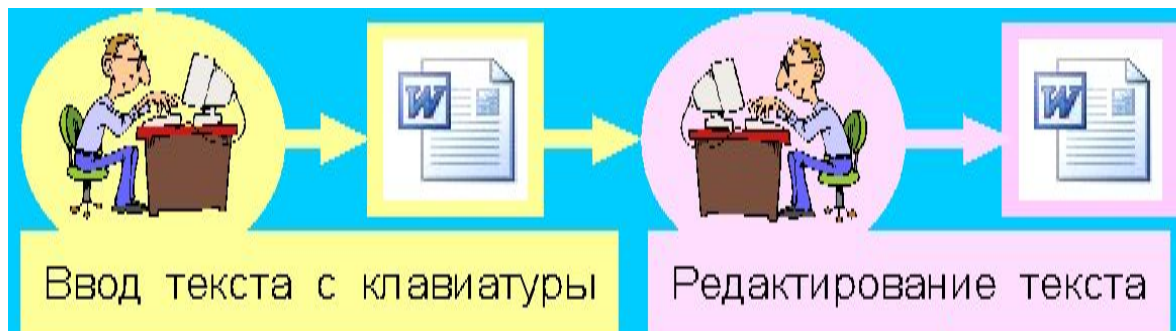 W
W
Ввод текста с клавиатуры
Редактирование текста